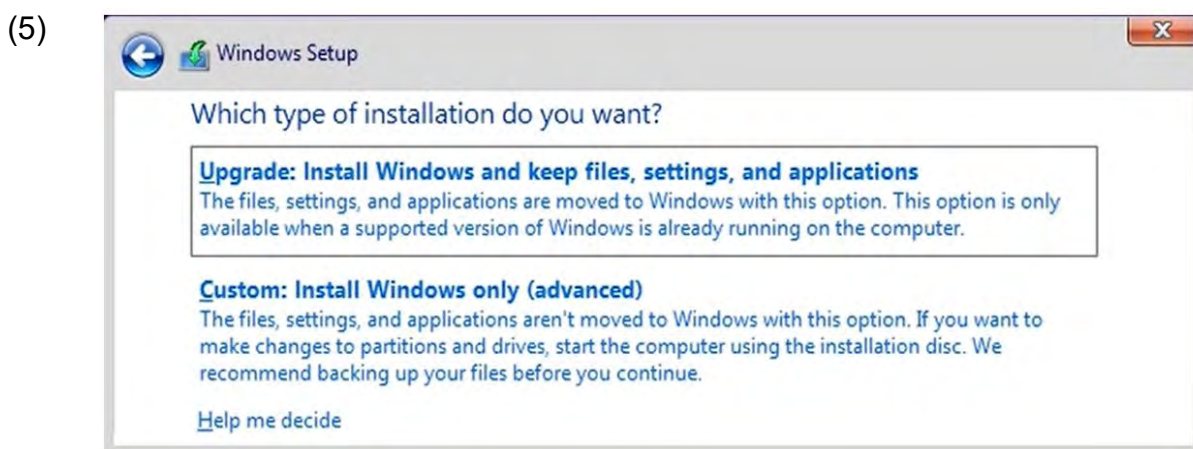 (5)
Windows Setup
Which type of installation do you want?
Upgrade: Install Windows and keep files, settings, and applications
The files, settings, and applications are moved to Windows with this option. This option is only
available when a supported version of Windows is already running on the computer.
Custom: Install Windows only (advanced)
The files, settings, and applications aren't moved to Windows with this option. If you want to
make changes to partitions and drives, start the computer using the installation disc. We
recommend backing up your files before you continue.
Help me decide